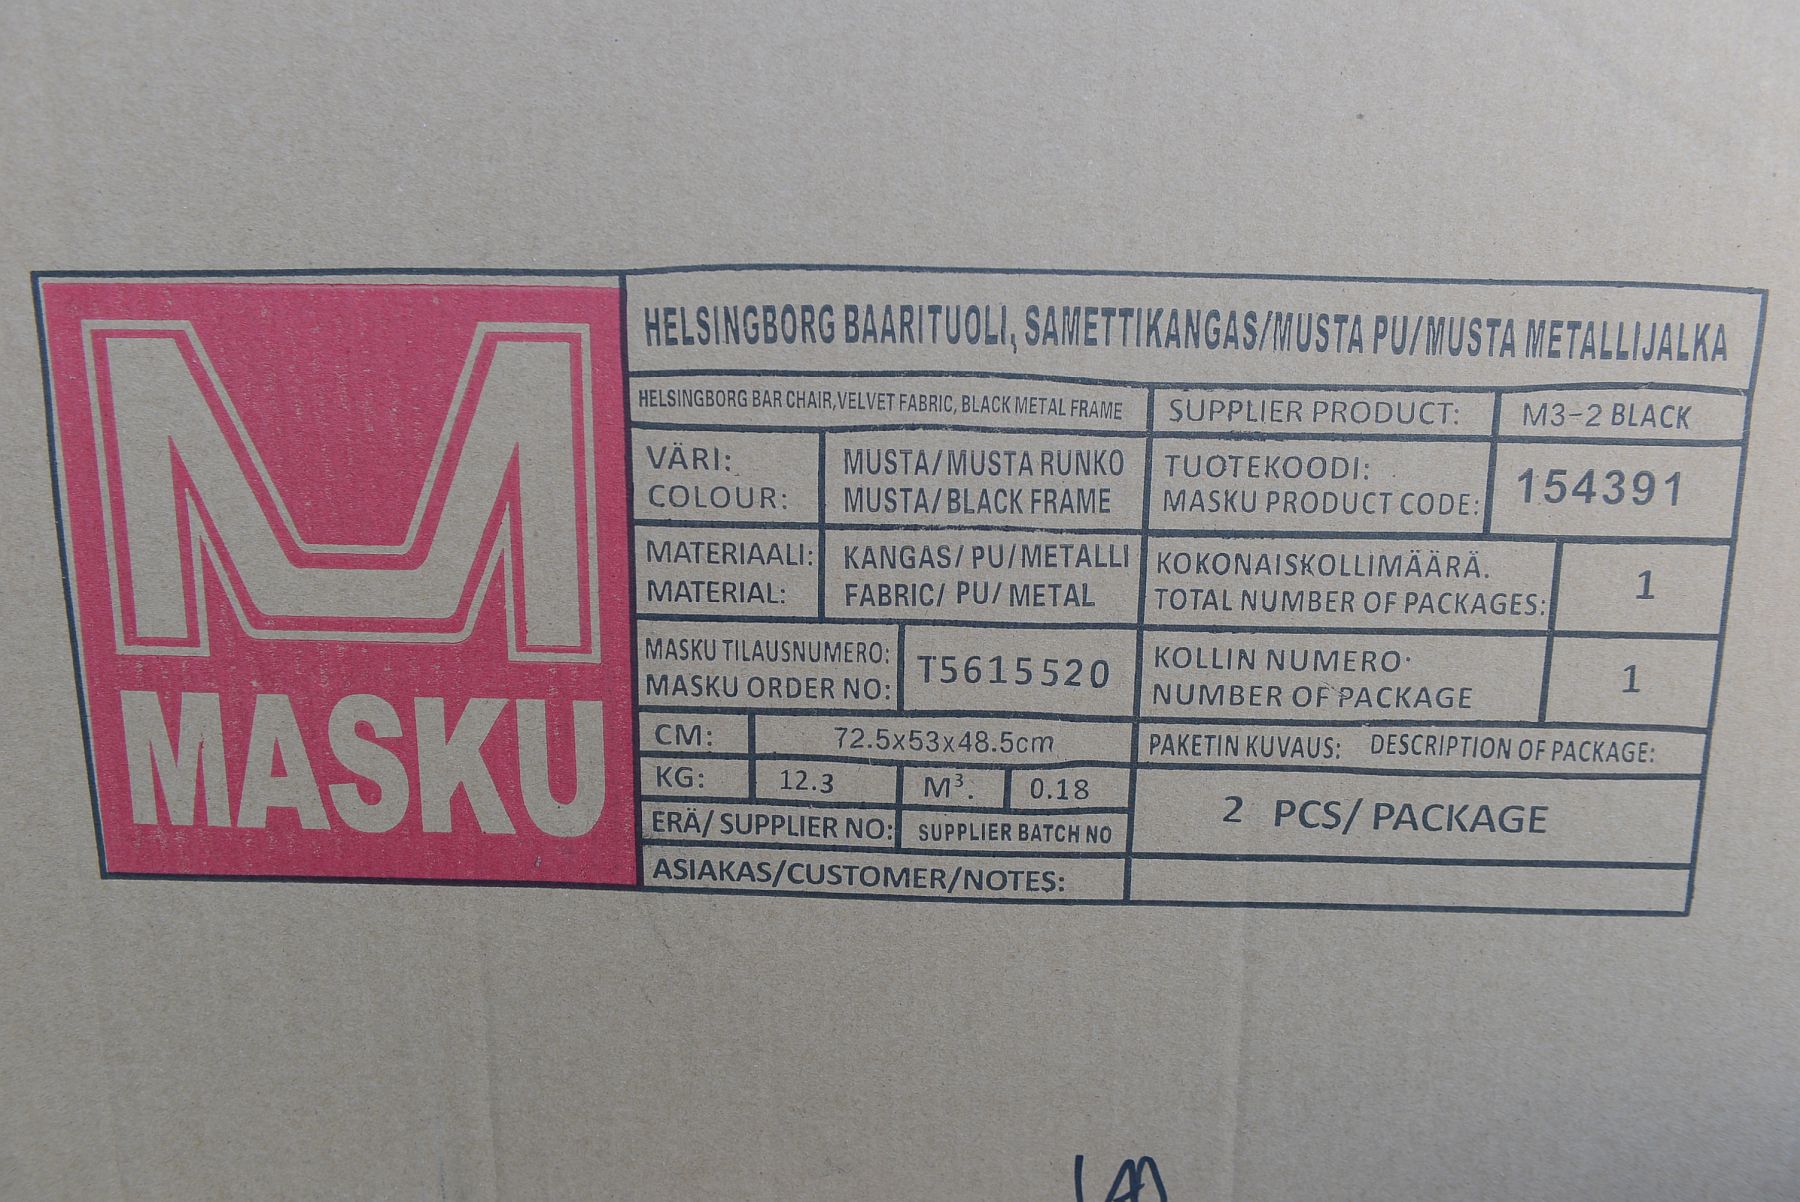 MASKU
HELSINGBORG BAARITUOLI, SAMETTIKANGAS/MUSTA PU/MUSTA METALLIJALKA
HELSINGBORG BAR CHAIR, VELVET FABRIC, BLACK METAL FRAME
SUPPLIER PRODUCT: M3-2 BLACK
VÄRI: MUSTA/MUSTA RUNKO
COLOUR: MUSTA/BLACK FRAME
TUOTEKOODI:
MASKU PRODUCT CODE: 154391
MATERIAALI: KANGAS/ PU/METALLI
MATERIAL: FABRIC/ PU/ METAL
KOKONAISKOLLIMÄÄRÄ.
TOTAL NUMBER OF PACKAGES: 1
MASKU TILAUSNUMERO:
MASKU ORDER NO: T5615520
KOLLIN NUMERO
NUMBER OF PACKAGE 1
CM: 72.5x53x48.5cm
PAKETIN KUVAUS: DESCRIPTION OF PACKAGE:
KG: 12.3 M³. 0.18
2 PCS/ PACKAGE
ERÄ/ SUPPLIER NO: SUPPLIER BATCH NO
ASIAKAS/CUSTOMER/NOTES: